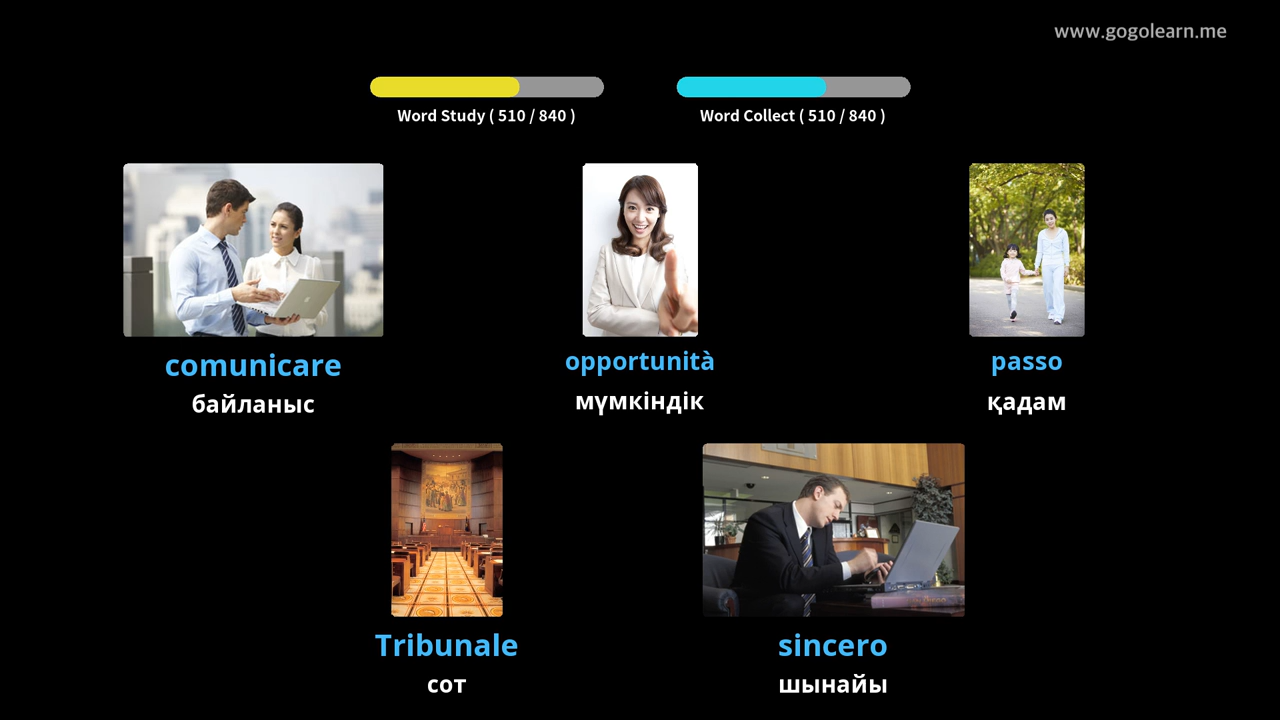 www.gogolearn.me
Word Study ( 510 / 840 )
Word Collect ( 510 / 840 )
comunicare
байланыс
opportunità
мүмкіндік
passo
қадам
Tribunale
сот
sincero
шынайы